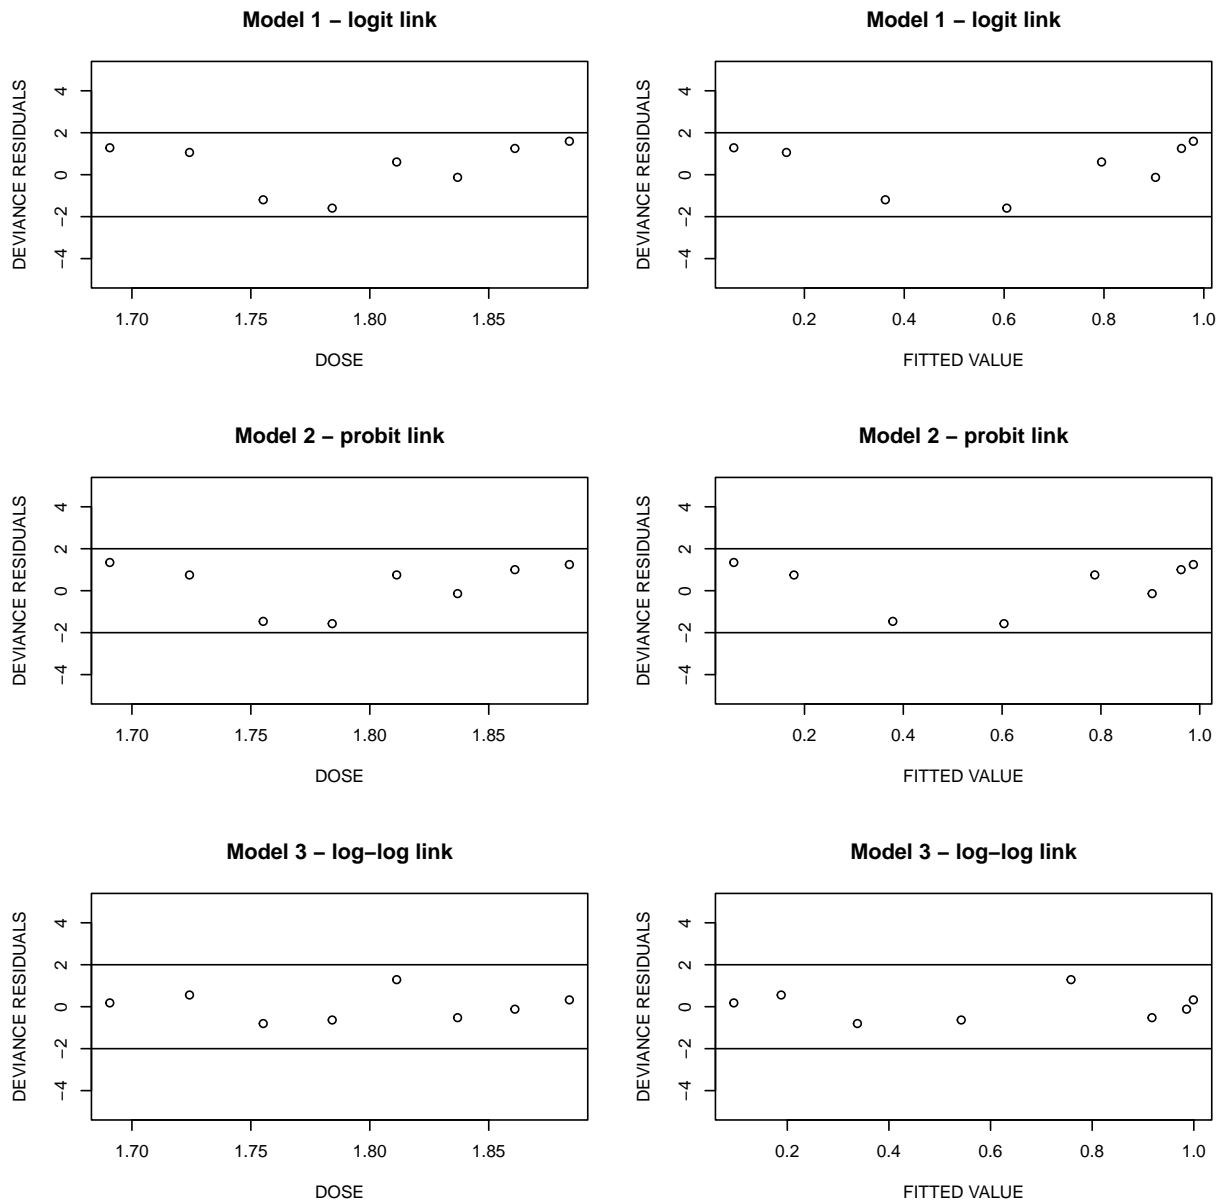 Model 1 – logit link
DEVIANCE RESIDUALS
4
2
0
−2
−4
1.70 1.75 1.80 1.85
DOSE
Model 1 – logit link
DEVIANCE RESIDUALS
4
2
0
−2
−4
0.2 0.4 0.6 0.8 1.0
FITTED VALUE
Model 2 – probit link
DEVIANCE RESIDUALS
4
2
0
−2
−4
1.70 1.75 1.80 1.85
DOSE
Model 2 – probit link
DEVIANCE RESIDUALS
4
2
0
−2
−4
0.2 0.4 0.6 0.8 1.0
FITTED VALUE
Model 3 – log–log link
DEVIANCE RESIDUALS
4
2
0
−2
−4
1.70 1.75 1.80 1.85
DOSE
Model 3 – log–log link
DEVIANCE RESIDUALS
4
2
0
−2
−4
0.2 0.4 0.6 0.8 1.0
FITTED VALUE